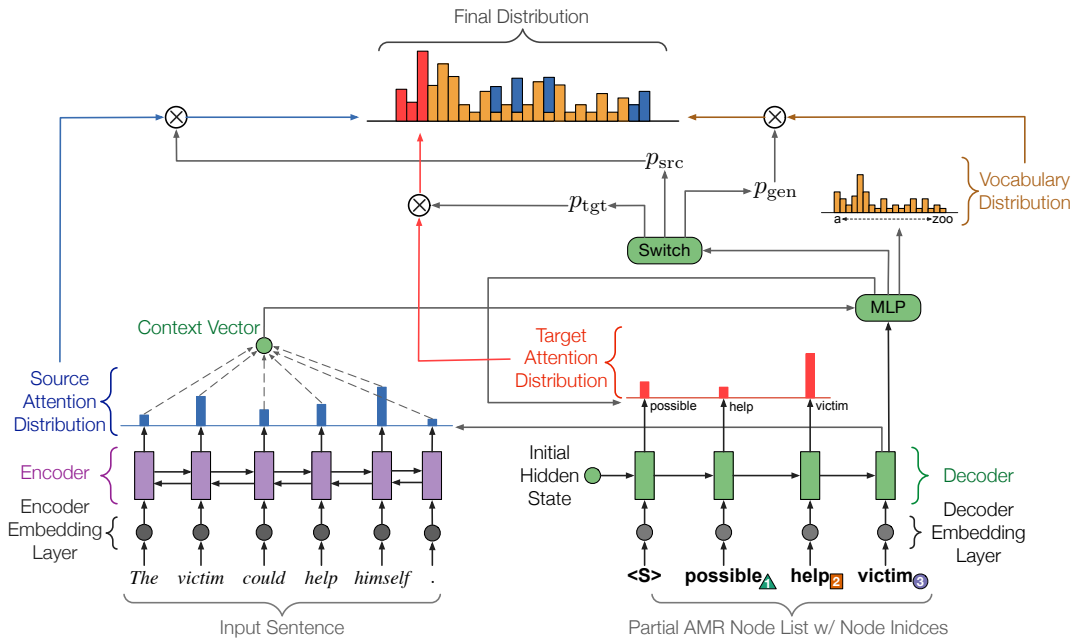 Final Distribution
p_src
p_tgt
p_gen
Vocabulary
Distribution
a
zoo
Switch
MLP
Context Vector
Target
Attention
Distribution
Source
Attention
Distribution
possible
help
victim
Encoder
Initial
Hidden
State
Decoder
Encoder
Embedding
Layer
Decoder
Embedding
Layer
The victim could help himself .
<S> possible 1 help 2 victim 3
Input Sentence
Partial AMR Node List w/ Node Inidces